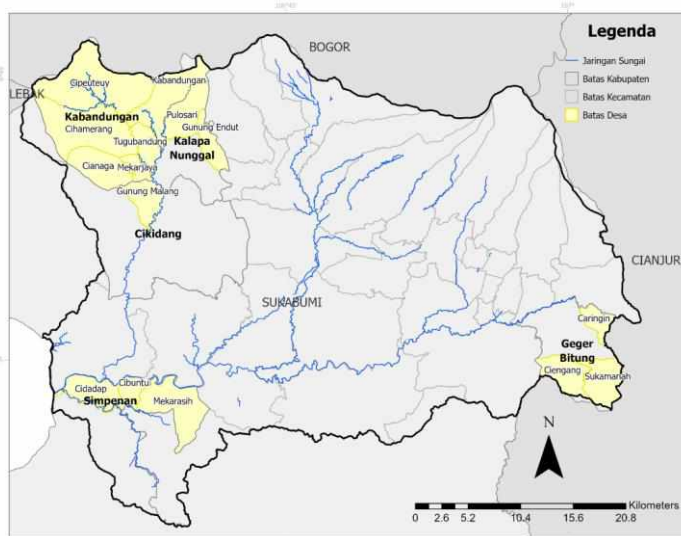 BOGOR
Legenda
Jaringan Sungai
Batas Kabupaten
Batas Kecamatan
Batas Desa
LEBAK
Cipeuteuy
Kabandungan
Kabandungan
Pulosari
Cihamerang
Gunung Endut
Tugubandung
Kalapa
Nunggal
Cianaga
Mekarjaya
Gunung Malang
Cikidang
CIANJUR
SUKABUMI
Caringin
Geger
Bitung
Ciengang
Sukamanah
Cidadap
Cibuntu
Simpenan
Mekarasih
N
Kilometers
0 2.6 5.2 10.4 15.6 20.8